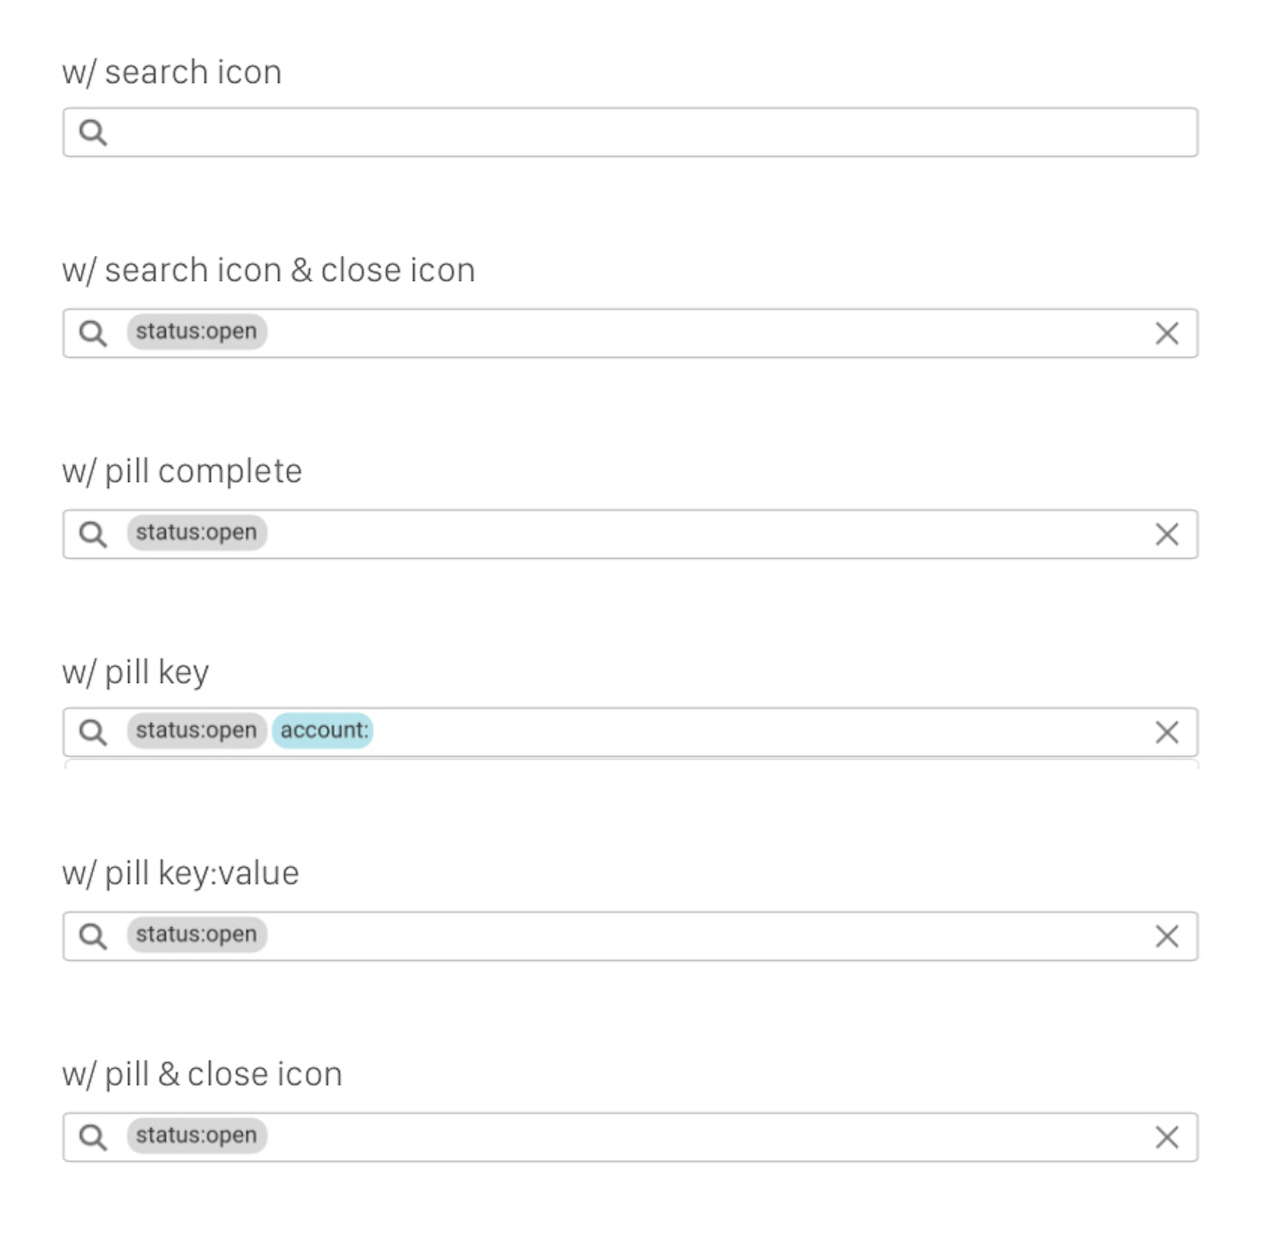 w/ search icon
w/ search icon & close icon
status:open
w/ pill complete
status:open
w/ pill key
status:open account:
w/ pill key:value
status:open
w/ pill & close icon
status:open